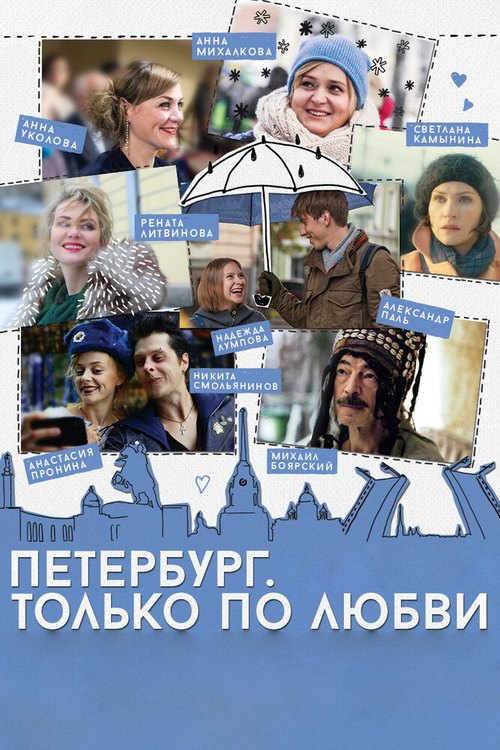 АННА
МИХАЛКОВА
АННА
УКОЛОВА
СВЕТЛАНА
КАМЫНИНА
РЕНАТА
ЛИТВИНОВА
АЛЕКСАНДР
ПАЛЬ
НАДЕЖДА
ЛУМПОВА
НИКИТА
СМОЛЬЯНИНОВ
АНАСТАСИЯ
ПРОНИНА
МИХАИЛ
БОЯРСКИЙ
ПЕТЕРБУРГ.
ТОЛЬКО ПО ЛЮБВИ